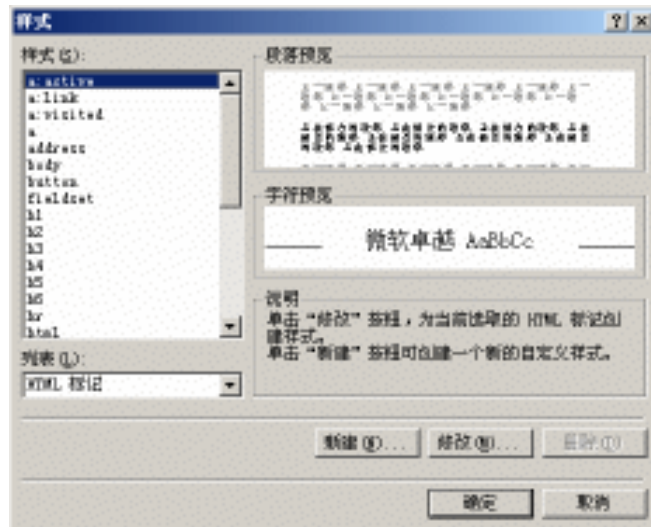 样式
样式(S):
a:active
a:link
a:visited
a
address
body
button
fieldset
h1
h2
h3
h4
h5
h6
hr
html
列表(L):
HTML 标记
段落预览
字符预览
微软卓越 AaBbCc
说明
单击“修改”按钮，为当前选取的 HTML 标记创
建样式。
单击“新建”按钮可创建一个新的自定义样式。
新建(N)...
修改(M)...
删除(D)
确定
取消